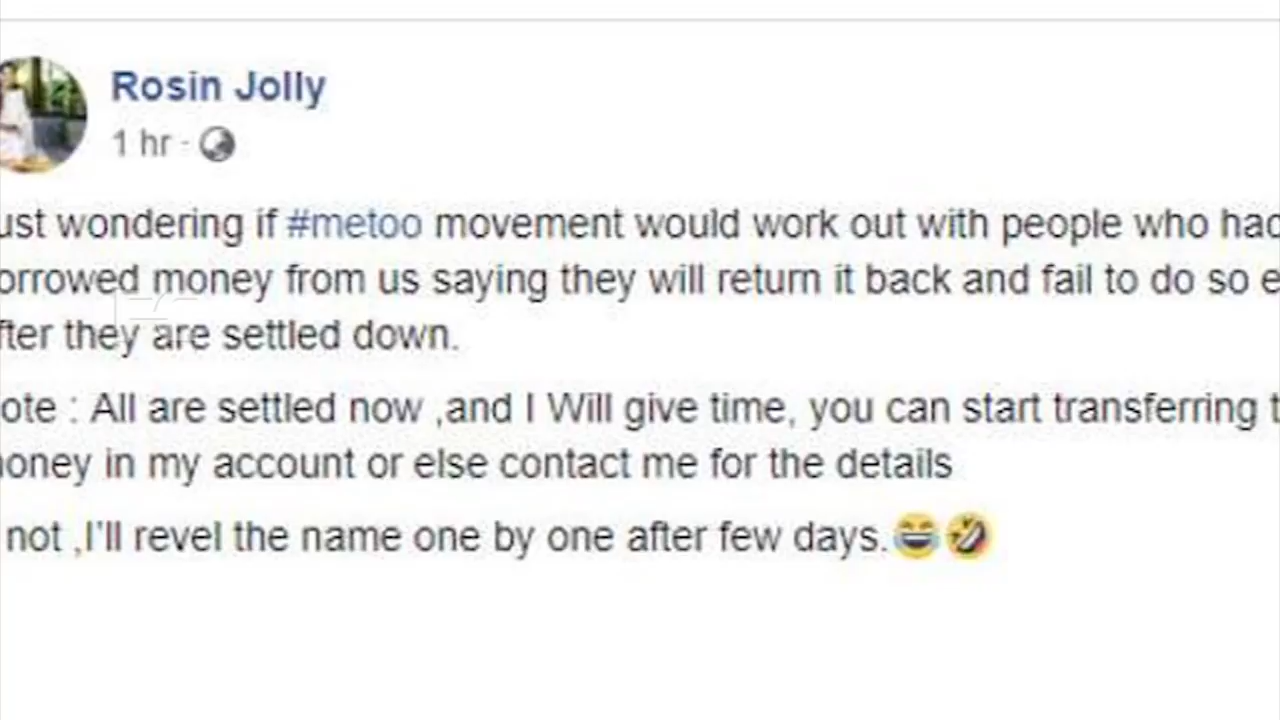 Rosin Jolly
1 hr ·
ust wondering if #metoo movement would work out with people who had
orrowed money from us saying they will return it back and fail to do so e
fter they are settled down.
ote : All are settled now ,and I Will give time, you can start transferring t
oney in my account or else contact me for the details
not ,I'll revel the name one by one after few days.😂🤣